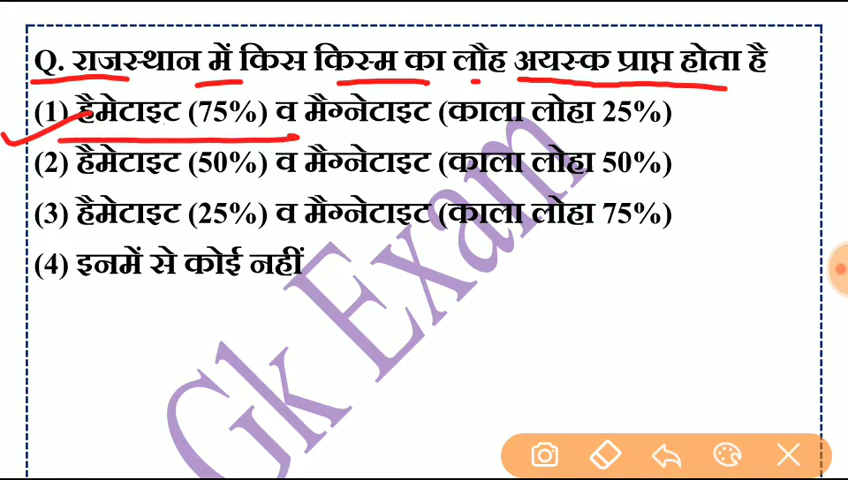 Q. राजस्थान में किस किस्म का लौह अयस्क प्राप्त होता है
(1) हैमेटाइट (75%) व मैग्नेटाइट (काला लोहा 25%)
(2) हैमेटाइट (50%) व मैग्नेटाइट (काला लोहा 50%)
(3) हैमेटाइट (25%) व मैग्नेटाइट (काला लोहा 75%)
(4) इनमें से कोई नहीं
Gk Exam